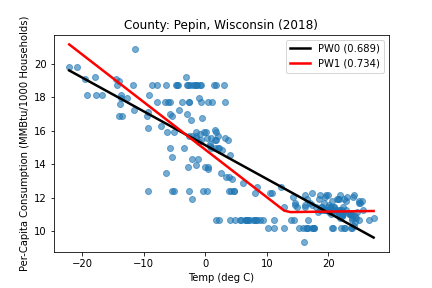 County: Pepin, Wisconsin (2018)
Per-Capita Consumption (MMBtu/1000 Households)
20
18
16
14
12
10
PW0 (0.689)
PW1 (0.734)
−20 −10 0 10 20
Temp (deg C)